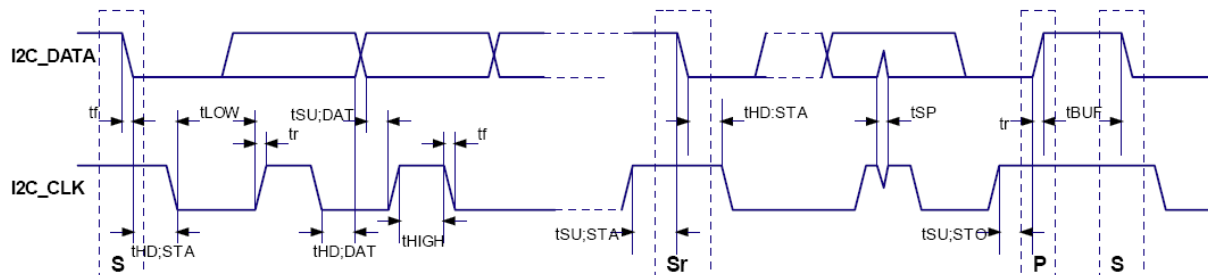 I2C_DATA
tf
tLOW
tSU;DAT
tr
tf
tHD:STA
tSP
tr
tBUF
I2C_CLK
tHD;STA
tHD;DAT
tHIGH
tSU;STA
tSU;STO
S
Sr
P
S